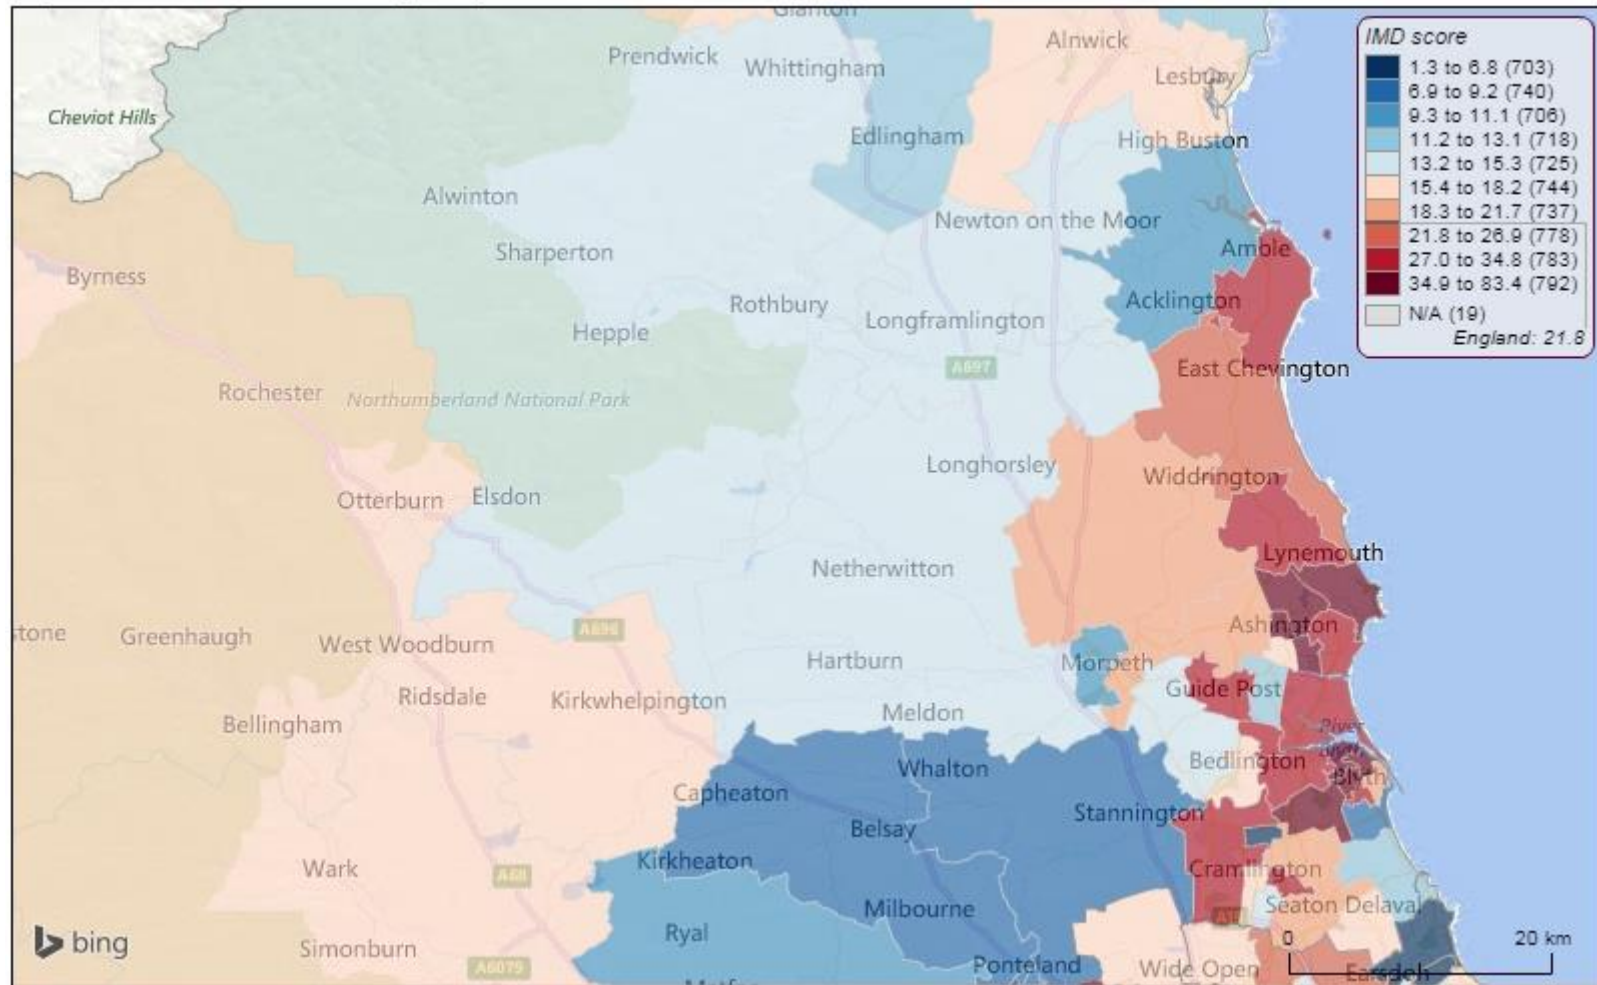 Glanton
Prendwick
Whittingham
Alnwick
Lesbury
Cheviot Hills
Edlingham
High Buston
Alwinton
Newton on the Moor
Sharperton
Amble
Byrness
Rothbury
Acklington
Hepple
Longframlington
A697
East Chevington
Rochester
Northumberland National Park
Longhorsley
Widdrington
Otterburn
Elsdon
Lynemouth
Netherwitton
stone
Greenhaugh
A696
Ashington
West Woodburn
Hartburn
Morpeth
Ridsdale
Kirkwhelpington
Guide Post
Bellingham
Meldon
River
Bedlington
Whalton
Blyth
Capheaton
Stannington
Belsay
Kirkheaton
Wark
A68
Cramlington
Milbourne
Seaton Delaval
Ryal
bing
Simonburn
A6079
Ponteland
Wide Open
Earsdon
0 20 km
IMD score
1.3 to 6.8 (703)
6.9 to 9.2 (740)
9.3 to 11.1 (706)
11.2 to 13.1 (718)
13.2 to 15.3 (725)
15.4 to 18.2 (744)
18.3 to 21.7 (737)
21.8 to 26.9 (778)
27.0 to 34.8 (783)
34.9 to 83.4 (792)
N/A (19)
England: 21.8